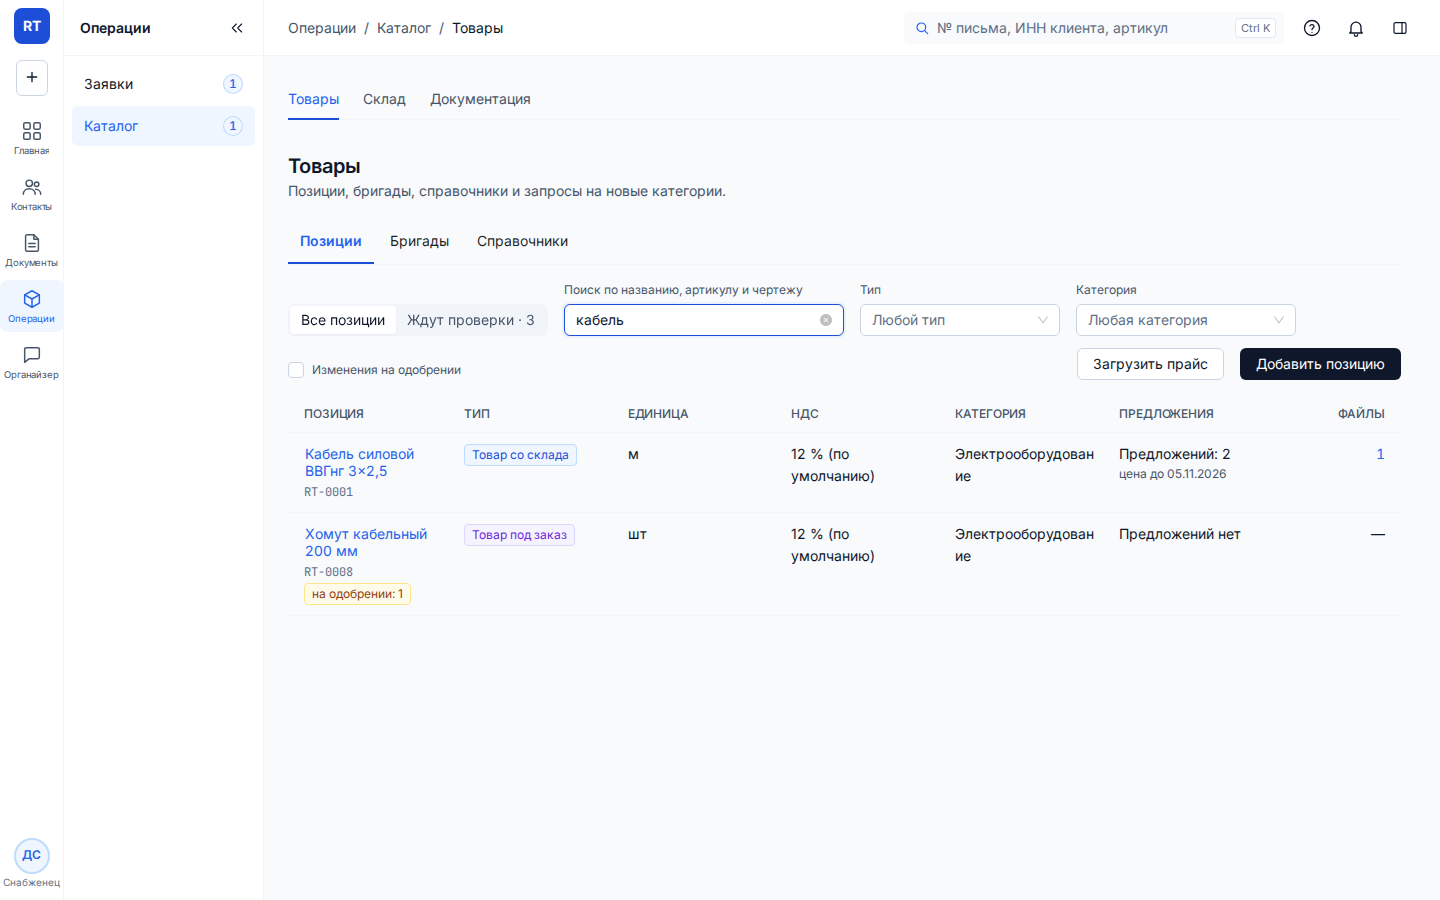 RT
Операции
Операции / Каталог / Товары
№ письма, ИНН клиента, артикул
Ctrl K
Главная
Контакты
Документы
Операции
Органайзер
ДС
Снабженец
Заявки
1
Каталог
1
Товары
Склад
Документация
Товары
Позиции, бригады, справочники и запросы на новые категории.
Позиции
Бригады
Справочники
Все позиции
Ждут проверки · 3
Поиск по названию, артикулу и чертежу
кабель
Тип
Любой тип
Категория
Любая категория
Изменения на одобрении
Загрузить прайс
Добавить позицию
ПОЗИЦИЯ
ТИП
ЕДИНИЦА
НДС
КАТЕГОРИЯ
ПРЕДЛОЖЕНИЯ
ФАЙЛЫ
Кабель силовой
ВВГнг 3×2,5
RT-0001
Товар со склада
м
12 % (по
умолчанию)
Электрооборудован
ие
Предложений: 2
цена до 05.11.2026
1
Хомут кабельный
200 мм
RT-0008
на одобрении: 1
Товар под заказ
шт
12 % (по
умолчанию)
Электрооборудован
ие
Предложений нет
—